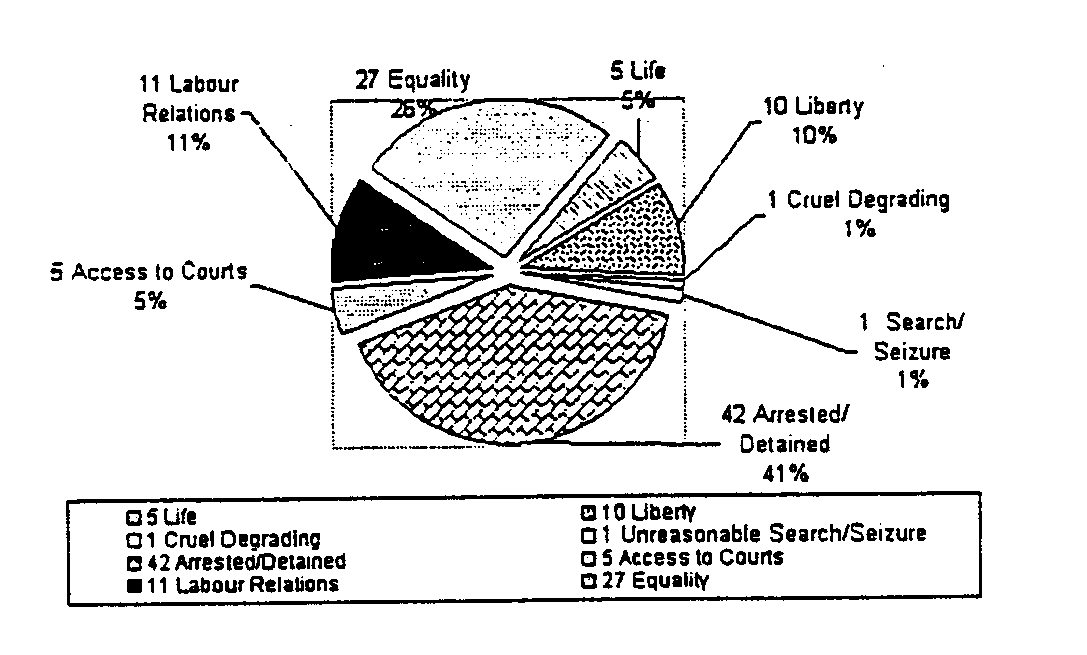 27 Equality
26%
5 Life
5%
11 Labour
Relations
11%
10 Liberty
10%
1 Cruel Degrading
1%
5 Access to Courts
5%
1 Search/
Seizure
1%
42 Arrested/
Detained
41%
5 Life
10 Liberty
1 Cruel Degrading
1 Unreasonable Search/Seizure
42 Arrested/Detained
5 Access to Courts
11 Labour Relations
27 Equality